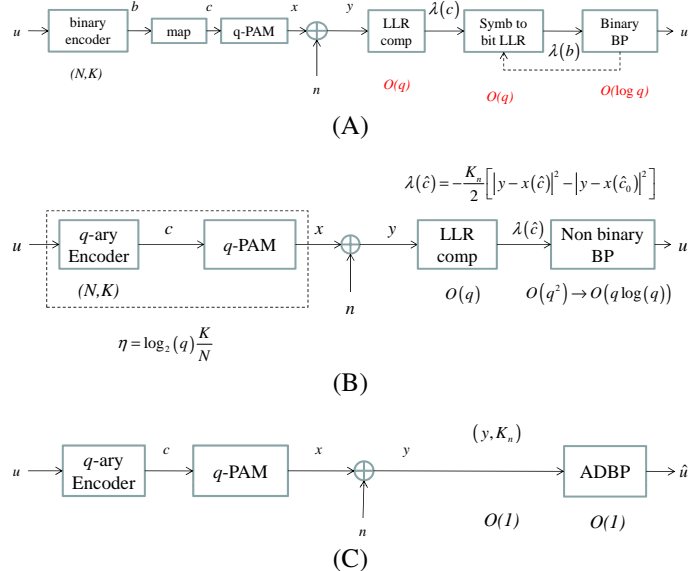 b c x y λ(c)
u binary encoder map q-PAM LLR comp Symb to bit LLR Binary BP u
λ(b)
(N,K) n O(q) O(q) O(log q)
(A)
λ(ĉ) = −K_n/2 [|y − x(ĉ)|² − |y − x(ĉ₀)|²]
c x y λ(ĉ)
u q-ary Encoder q-PAM LLR comp Non binary BP u
(N,K) n O(q) O(q²) → O(q log(q))
η = log₂(q) K/N
(B)
(y, K_n)
c x y
u q-ary Encoder q-PAM ADBP û
n O(1) O(1)
(C)